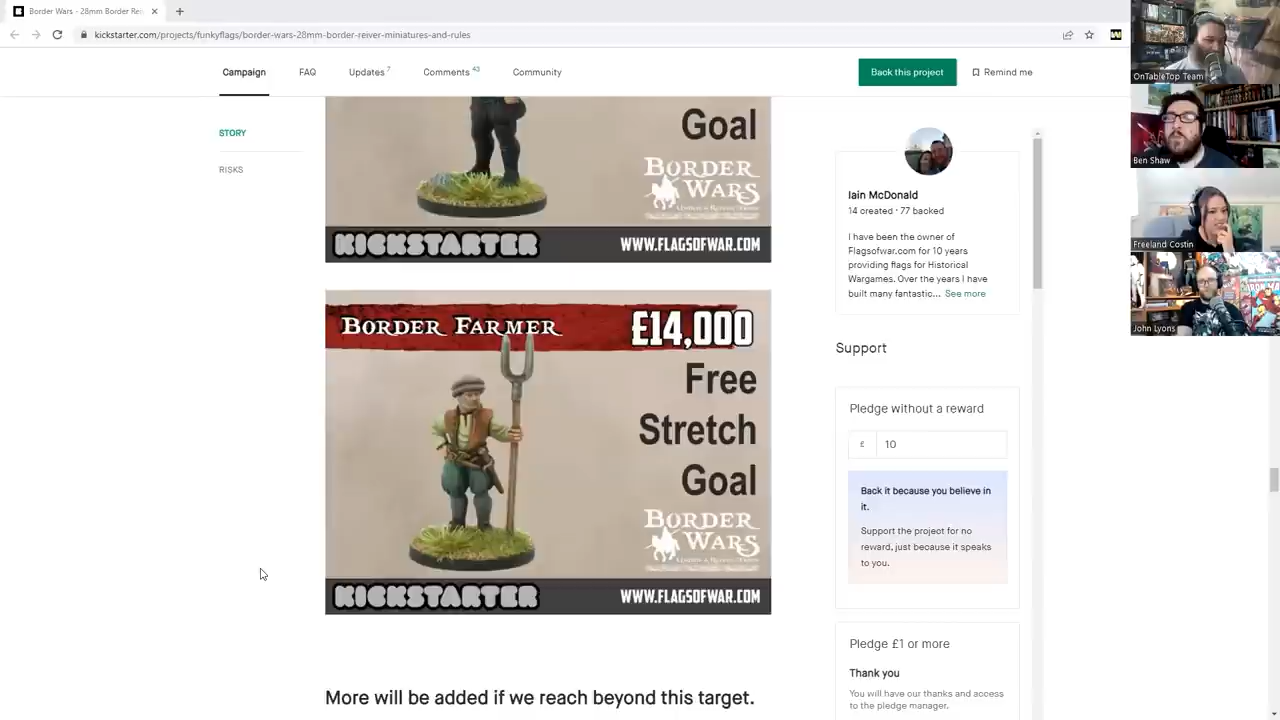 Border Wars - 28mm Border Rei
kickstarter.com/projects/funkyflags/border-wars-28mm-border-reiver-miniatures-and-rules
Campaign
FAQ
Updates 7
Comments 43
Community
Back this project
Remind me
STORY
RISKS
Goal
BORDER
WARS
KICKSTARTER
WWW.FLAGSOFWAR.COM
BORDER FARMER
£14,000
Free
Stretch
Goal
BORDER
WARS
KICKSTARTER
WWW.FLAGSOFWAR.COM
More will be added if we reach beyond this target.
Iain McDonald
14 created · 77 backed
I have been the owner of
Flagsofwar.com for 10 years
providing flags for Historical
Wargames. Over the years I have
built many fantastic... See more
Support
Pledge without a reward
£ 10
Back it because you believe in
it.
Support the project for no
reward, just because it speaks
to you.
Pledge £1 or more
Thank you
You will have our thanks and access
to the pledge manager.
OnTableTop Team
Ben Shaw
Freeland Costin
John Lyons